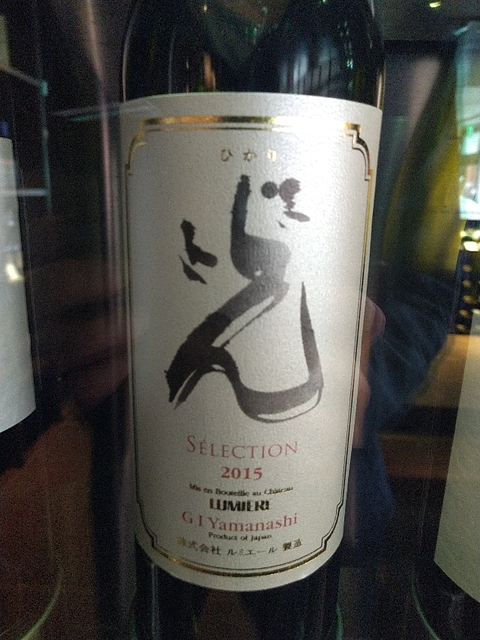 ひかり
光
SÉLECTION
2015
Mis en Bouteille au Château
LUMIERE
G I Yamanashi
Product of Japan
株式会社 ルミエール 製造